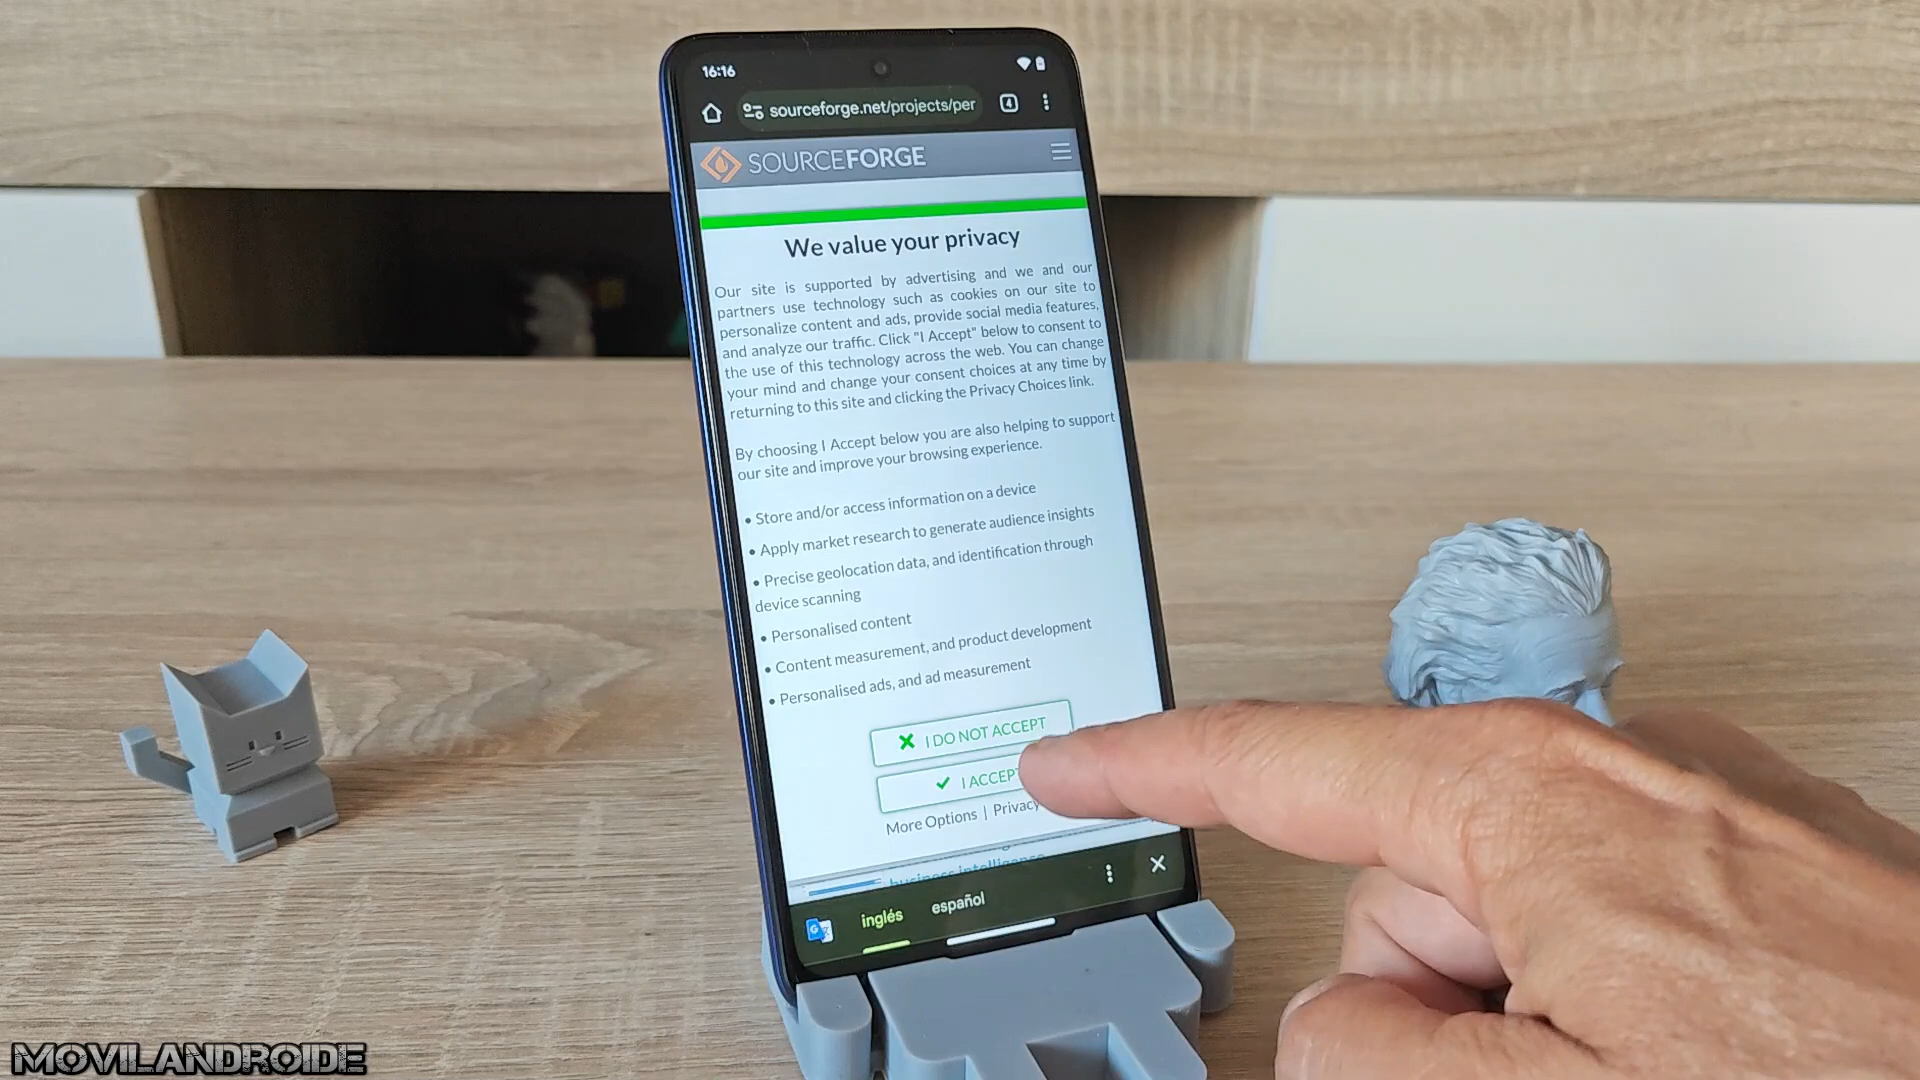 16:16
sourceforge.net/projects/per
4
SOURCEFORGE
We value your privacy
Our site is supported by advertising and we and our
partners use technology such as cookies on our site to
personalize content and ads, provide social media features,
and analyze our traffic. Click "I Accept" below to consent to
the use of this technology across the web. You can change
your mind and change your consent choices at any time by
returning to this site and clicking the Privacy Choices link.
By choosing I Accept below you are also helping to support
our site and improve your browsing experience.
• Store and/or access information on a device
• Apply market research to generate audience insights
• Precise geolocation data, and identification through
device scanning
• Personalised content
• Content measurement, and product development
• Personalised ads, and ad measurement
I DO NOT ACCEPT
I ACCEPT
More Options | Privacy
business intelligence
inglés español
MOVILANDROIDE